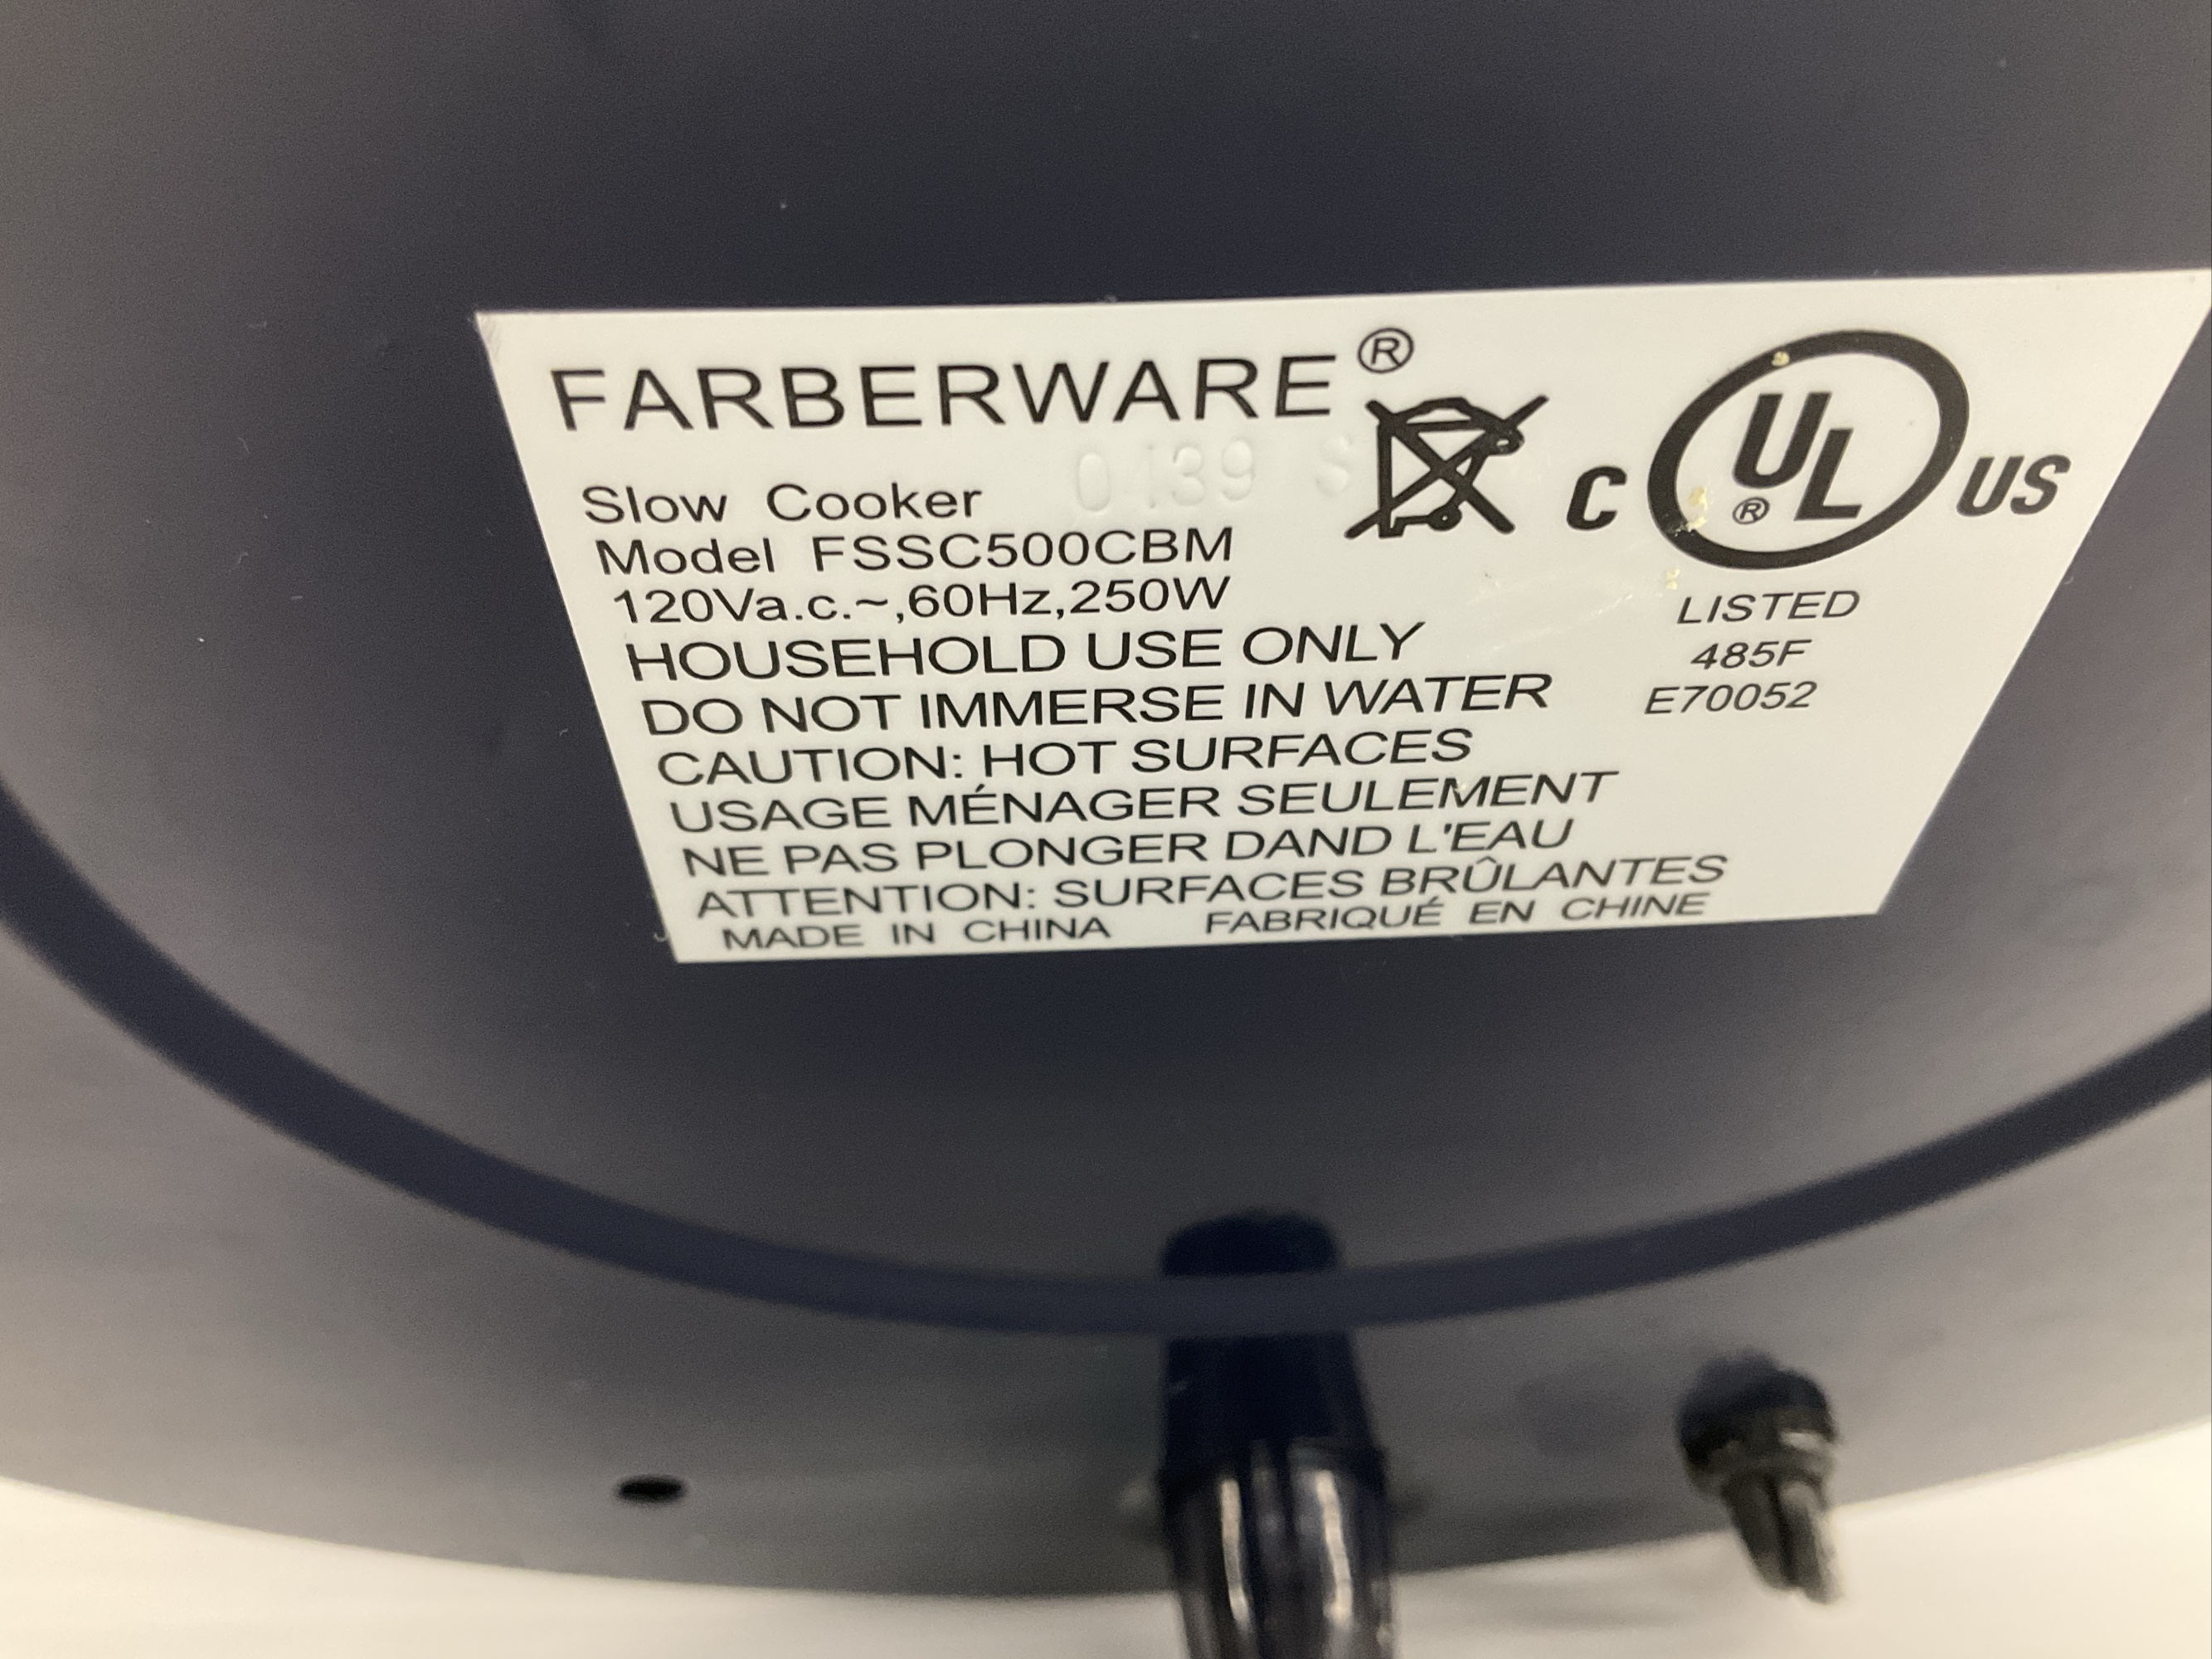 FARBERWARE®
0439 S
Slow Cooker
Model FSSC500CBM
120Va.c.~,60Hz,250W
HOUSEHOLD USE ONLY
DO NOT IMMERSE IN WATER
CAUTION: HOT SURFACES
USAGE MÉNAGER SEULEMENT
NE PAS PLONGER DAND L'EAU
ATTENTION: SURFACES BRÛLANTES
MADE IN CHINA FABRIQUÉ EN CHINE
C UL® US
LISTED
485F
E70052